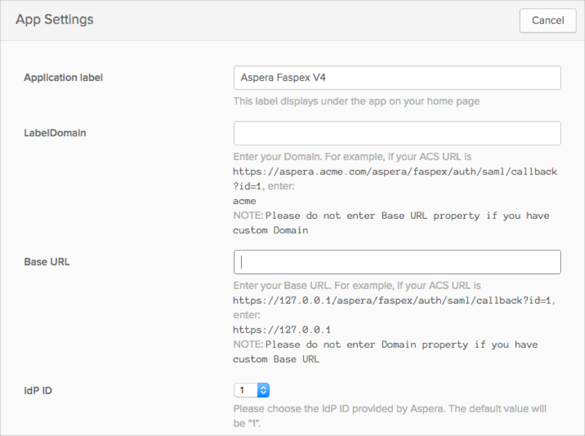 App Settings
Cancel
Application label
Aspera Faspex V4
This label displays under the app on your home page
LabelDomain
Enter your Domain. For example, if your ACS URL is
https://aspera.acme.com/aspera/faspex/auth/saml/callback
?id=1, enter:
acme
NOTE: Please do not enter Base URL property if you have
custom Domain
Base URL
Enter your Base URL. For example, if your ACS URL is
https://127.0.0.1/aspera/faspex/auth/saml/callback?id=1,
enter:
https://127.0.0.1
NOTE: Please do not enter Domain property if you have
custom Base URL
IdP ID
1
Please choose the IdP ID provided by Aspera. The default value will
be "1".